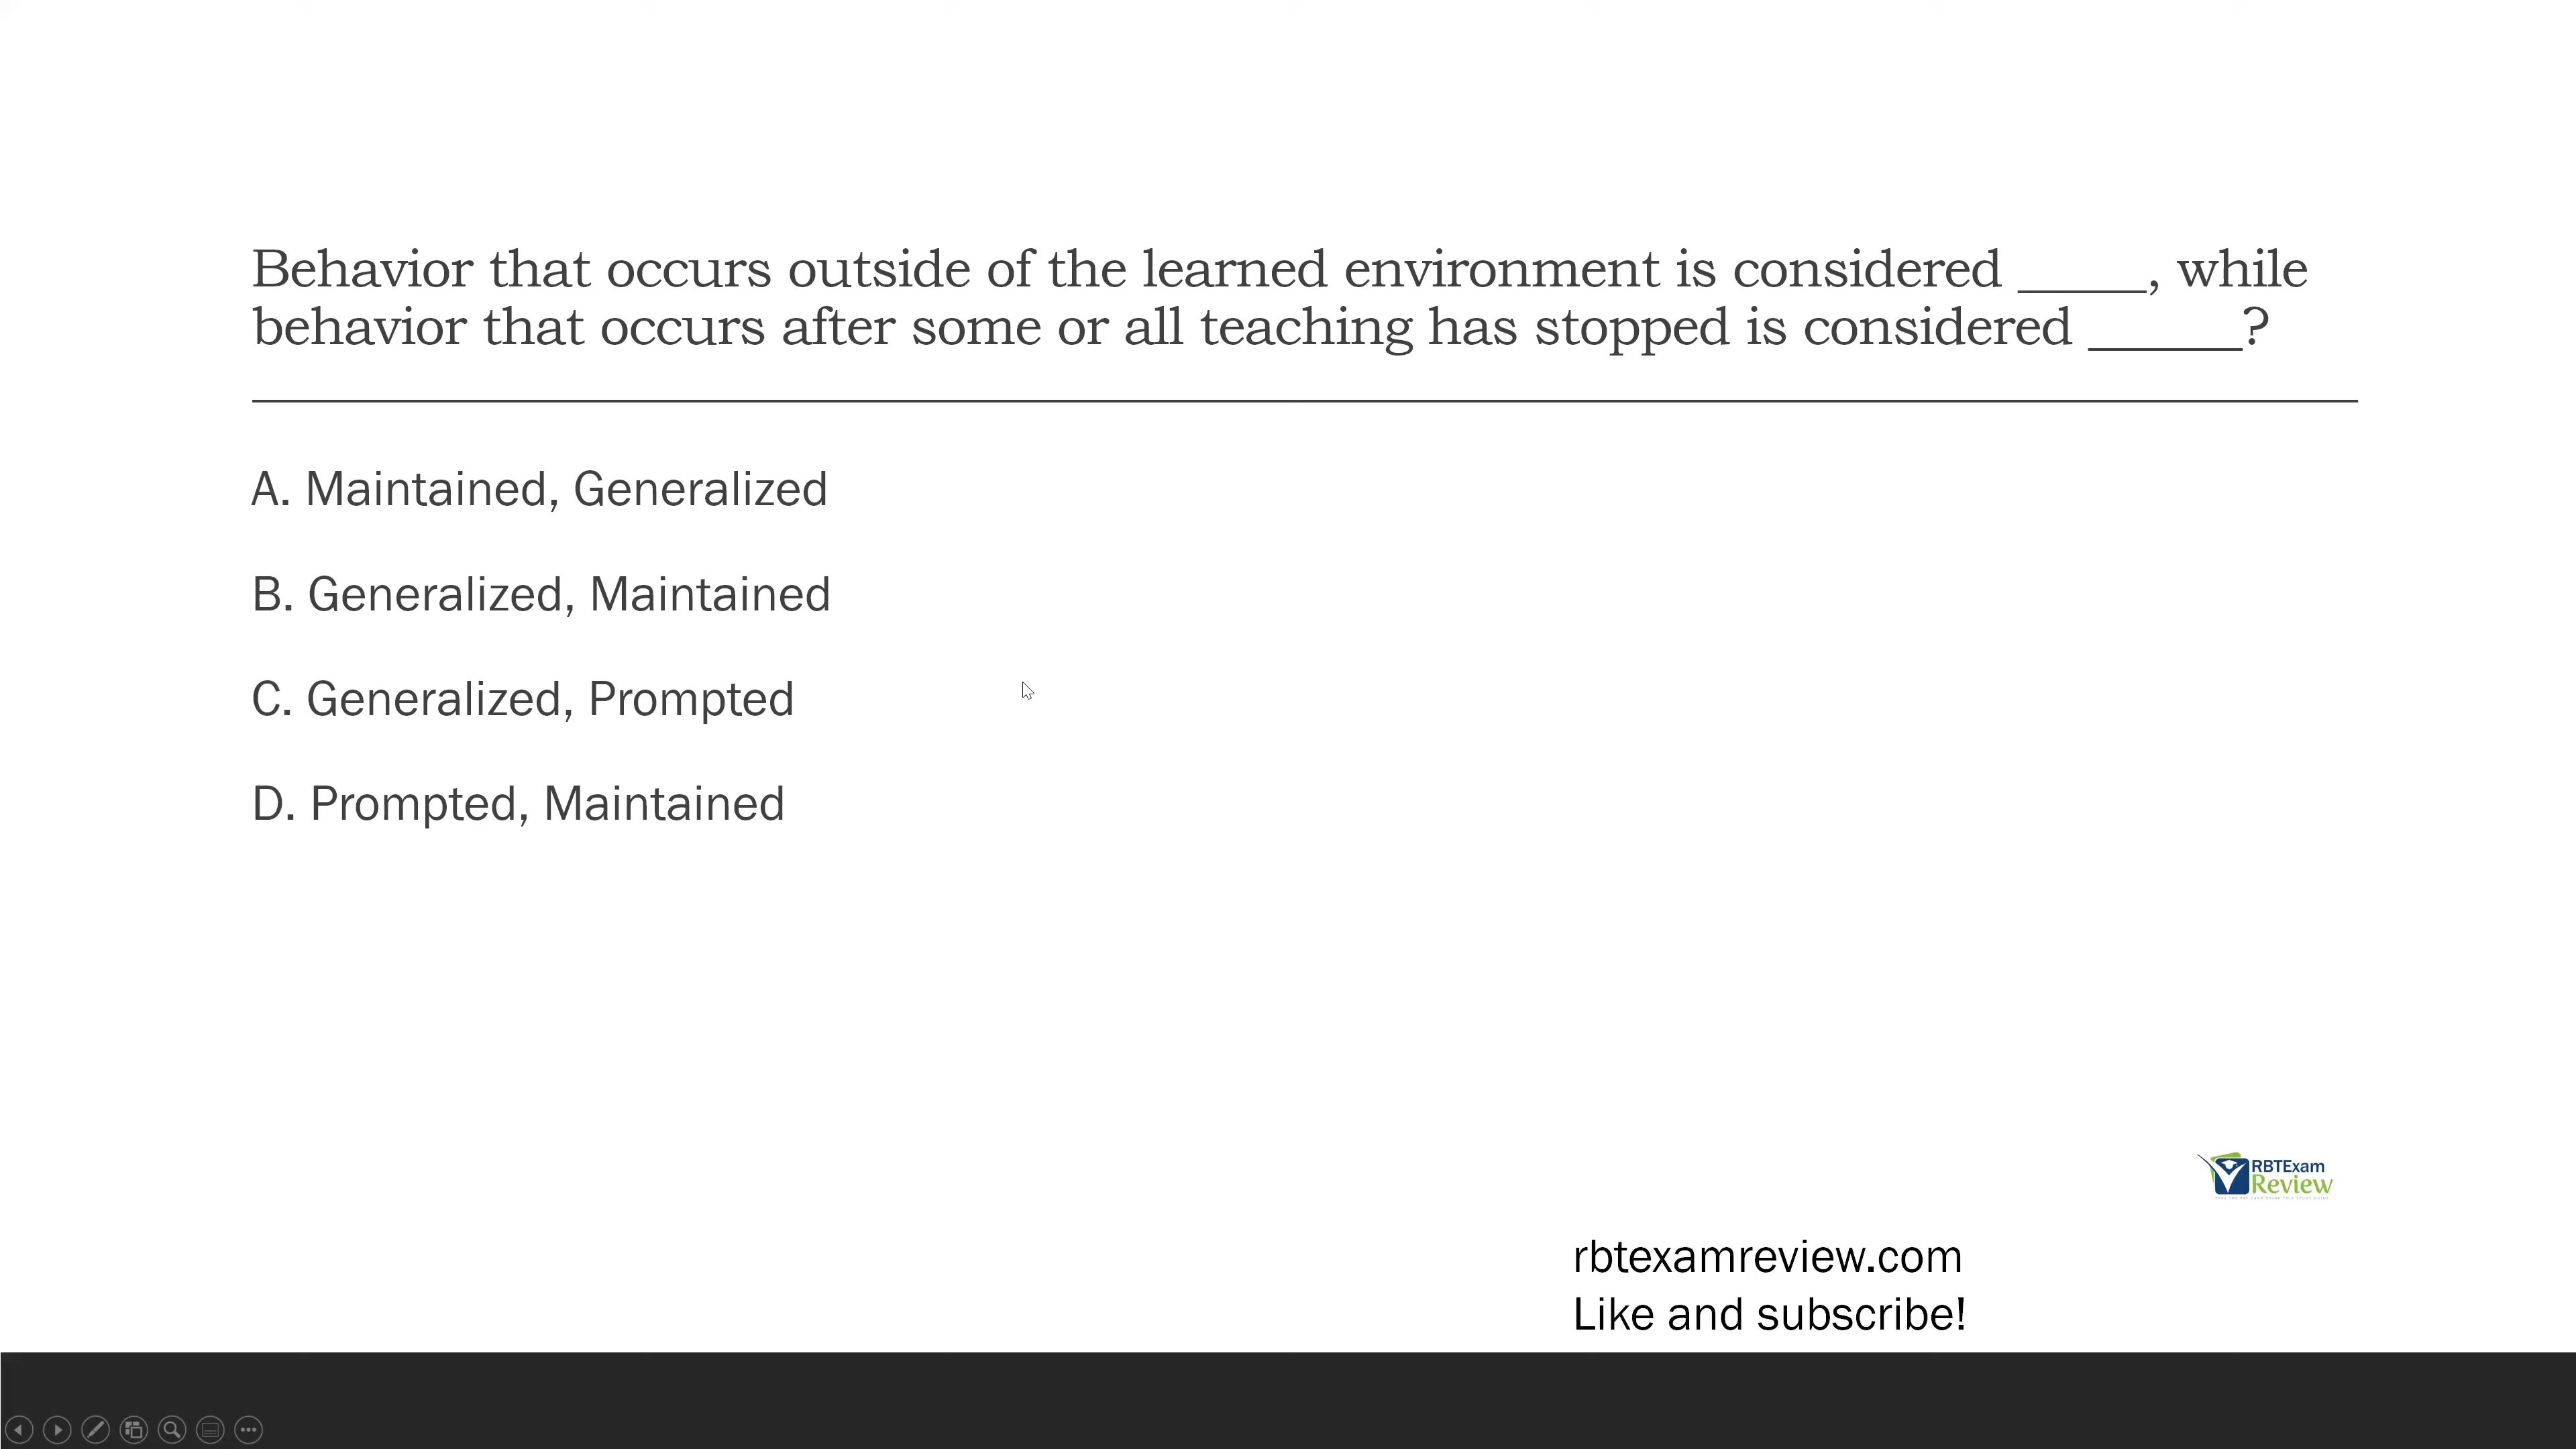 Behavior that occurs outside of the learned environment is considered _____, while
behavior that occurs after some or all teaching has stopped is considered ______?
A. Maintained, Generalized
B. Generalized, Maintained
C. Generalized, Prompted
D. Prompted, Maintained
RBTExam
Review
rbtexamreview.com
Like and subscribe!